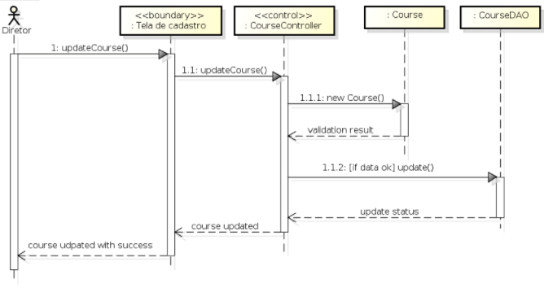 Diretor
<<boundary>>
: Tela de cadastro
<<control>>
: CourseController
: Course
: CourseDAO
1: updateCourse()
1.1: updateCourse()
1.1.1: new Course()
validation result
1.1.2: [if data ok] update()
update status
course updated
course udpated with success